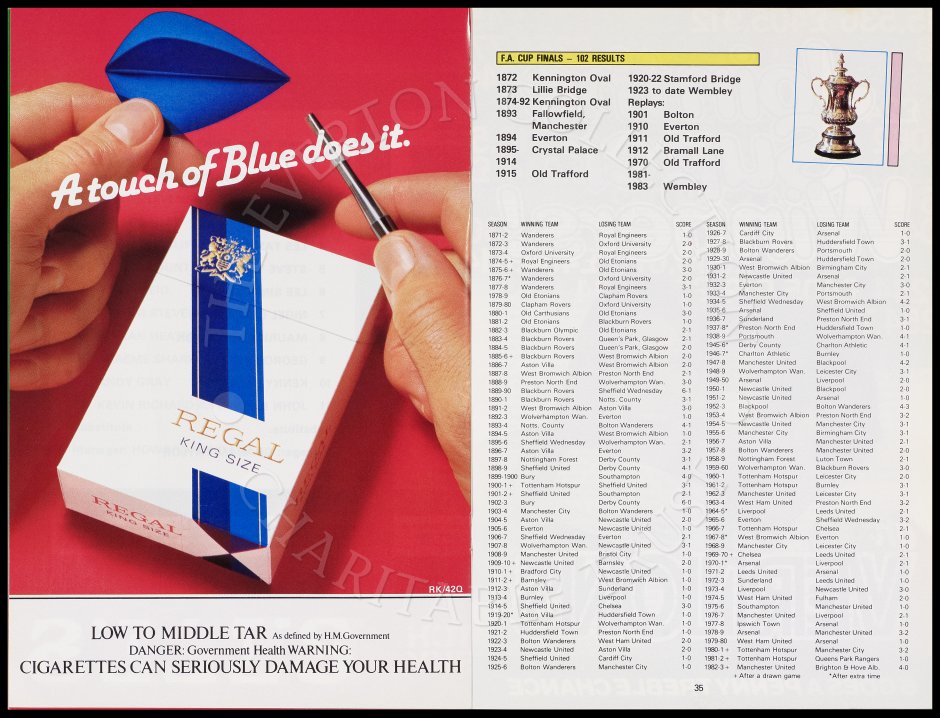 A touch of Blue does it.
REGAL
KING SIZE
REGAL
KING SIZE
RK/42Q
LOW TO MIDDLE TAR As defined by H.M.Government
DANGER: Government Health WARNING:
CIGARETTES CAN SERIOUSLY DAMAGE YOUR HEALTH
F.A. CUP FINALS – 102 RESULTS
1872 Kennington Oval
1873 Lillie Bridge
1874-92 Kennington Oval
1893 Fallowfield,
Manchester
1894 Everton
1895- Crystal Palace
1914
1915 Old Trafford
1920-22 Stamford Bridge
1923 to date Wembley
Replays:
1901 Bolton
1910 Everton
1911 Old Trafford
1912 Bramall Lane
1970 Old Trafford
1981-
1983 Wembley
SEASON WINNING TEAM LOSING TEAM SCORE
1871-2 Wanderers Royal Engineers 1-0
1872-3 Wanderers Oxford University 2-0
1873-4 Oxford University Royal Engineers 2-0
1874-5+ Royal Engineers Old Etonians 2-0
1875-6+ Wanderers Old Etonians 3-0
1876-7* Wanderers Oxford University 2-0
1877-8 Wanderers Royal Engineers 3-1
1978-9 Old Etonians Clapham Rovers 1-0
1879-80 Clapham Rovers Oxford University 1-0
1880-1 Old Carthusians Old Etonians 3-0
1881-2 Old Etonians Blackburn Rovers 1-0
1882-3 Blackburn Olympic Old Etonians 2-1
1883-4 Blackburn Rovers Queen's Park, Glasgow 2-1
1884-5 Blackburn Rovers Queen's Park, Glasgow 2-0
1885-6+ Blackburn Rovers West Bromwich Albion 2-0
1886-7 Aston Villa West Bromwich Albion 2-0
1887-8 West Bromwich Albion Preston North End 2-1
1888-9 Preston North End Wolverhampton Wan. 3-0
1889-90 Blackburn Rovers Sheffield Wednesday 6-1
1890-1 Blackburn Rovers Notts. County 3-1
1891-2 West Bromwich Albion Aston Villa 3-0
1892-3 Wolverhampton Wan. Everton 1-0
1893-4 Notts. County Bolton Wanderers 4-1
1894-5 Aston Villa West Bromwich Albion 1-0
1895-6 Sheffield Wednesday Wolverhampton Wan. 2-1
1896-7 Aston Villa Everton 3-2
1897-8 Nottingham Forest Derby County 3-1
1898-9 Sheffield United Derby County 4-1
1899-1900 Bury Southampton 4-0
1900-1+ Tottenham Hotspur Sheffield United 3-1
1901-2+ Sheffield United Southampton 2-1
1902-3 Bury Derby County 6-0
1903-4 Manchester City Bolton Wanderers 1-0
1904-5 Aston Villa Newcastle United 2-0
1905-6 Everton Newcastle United 1-0
1906-7 Sheffield Wednesday Everton 2-1
1907-8 Wolverhampton Wan. Newcastle United 3-1
1908-9 Manchester United Bristol City 1-0
1909-10+ Newcastle United Barnsley 2-0
1910-1+ Bradford City Newcastle United 1-0
1911-2+ Barnsley West Bromwich Albion 1-0
1912-3 Aston Villa Sunderland 1-0
1913-4 Burnley Liverpool 1-0
1914-5 Sheffield United Chelsea 3-0
1919-20* Aston Villa Huddersfield Town 1-0
1920-1 Tottenham Hotspur Wolverhampton Wan. 1-0
1921-2 Huddersfield Town Preston North End 1-0
1922-3 Bolton Wanderers West Ham United 2-0
1923-4 Newcastle United Aston Villa 2-0
1924-5 Sheffield United Cardiff City 1-0
1925-6 Bolton Wanderers Manchester City 1-0
SEASON WINNING TEAM LOSING TEAM SCORE
1926-7 Cardiff City Arsenal 1-0
1927-8 Blackburn Rovers Huddersfield Town 3-1
1928-9 Bolton Wanderers Portsmouth 2-0
1929-30 Arsenal Huddersfield Town 2-0
1930-1 West Bromwich Albion Birmingham City 2-1
1931-2 Newcastle United Arsenal 2-1
1932-3 Everton Manchester City 3-0
1933-4 Manchester City Portsmouth 2-1
1934-5 Sheffield Wednesday West Bromwich Albion 4-2
1935-6 Arsenal Sheffield United 1-0
1936-7 Sunderland Preston North End 3-1
1937-8* Preston North End Huddersfield Town 1-0
1938-9 Portsmouth Wolverhampton Wan. 4-1
1945-6* Derby County Charlton Athletic 4-1
1946-7* Charlton Athletic Burnley 1-0
1947-8 Manchester United Blackpool 4-2
1948-9 Wolverhampton Wan. Leicester City 3-1
1949-50 Arsenal Liverpool 2-0
1950-1 Newcastle United Blackpool 2-0
1951-2 Newcastle United Arsenal 1-0
1952-3 Blackpool Bolton Wanderers 4-3
1953-4 West Bromwich Albion Preston North End 3-2
1954-5 Newcastle United Manchester City 3-1
1955-6 Manchester City Birmingham City 3-1
1956-7 Aston Villa Manchester United 2-1
1957-8 Bolton Wanderers Manchester United 2-0
1958-9 Nottingham Forest Luton Town 2-1
1959-60 Wolverhampton Wan. Blackburn Rovers 3-0
1960-1 Tottenham Hotspur Leicester City 2-0
1961-2 Tottenham Hotspur Burnley 3-1
1962-3 Manchester United Leicester City 3-1
1963-4 West Ham United Preston North End 3-2
1964-5* Liverpool Leeds United 2-1
1965-6 Everton Sheffield Wednesday 3-2
1966-7 Tottenham Hotspur Chelsea 2-1
1967-8* West Bromwich Albion Everton 1-0
1968-9 Manchester City Leicester City 1-0
1969-70+ Chelsea Leeds United 2-1
1970-1* Arsenal Liverpool 2-1
1971-2 Leeds United Arsenal 1-0
1972-3 Sunderland Leeds United 1-0
1973-4 Liverpool Newcastle United 3-0
1974-5 West Ham United Fulham 2-0
1975-6 Southampton Manchester United 1-0
1976-7 Manchester United Liverpool 2-1
1977-8 Ipswich Town Arsenal 1-0
1978-9 Arsenal Manchester United 3-2
1979-80 West Ham United Arsenal 1-0
1980-1+ Tottenham Hotspur Manchester City 3-2
1981-2+ Tottenham Hotspur Queens Park Rangers 1-0
1982-3+ Manchester United Brighton & Hove Alb. 4-0
+After a drawn game *After extra time
35